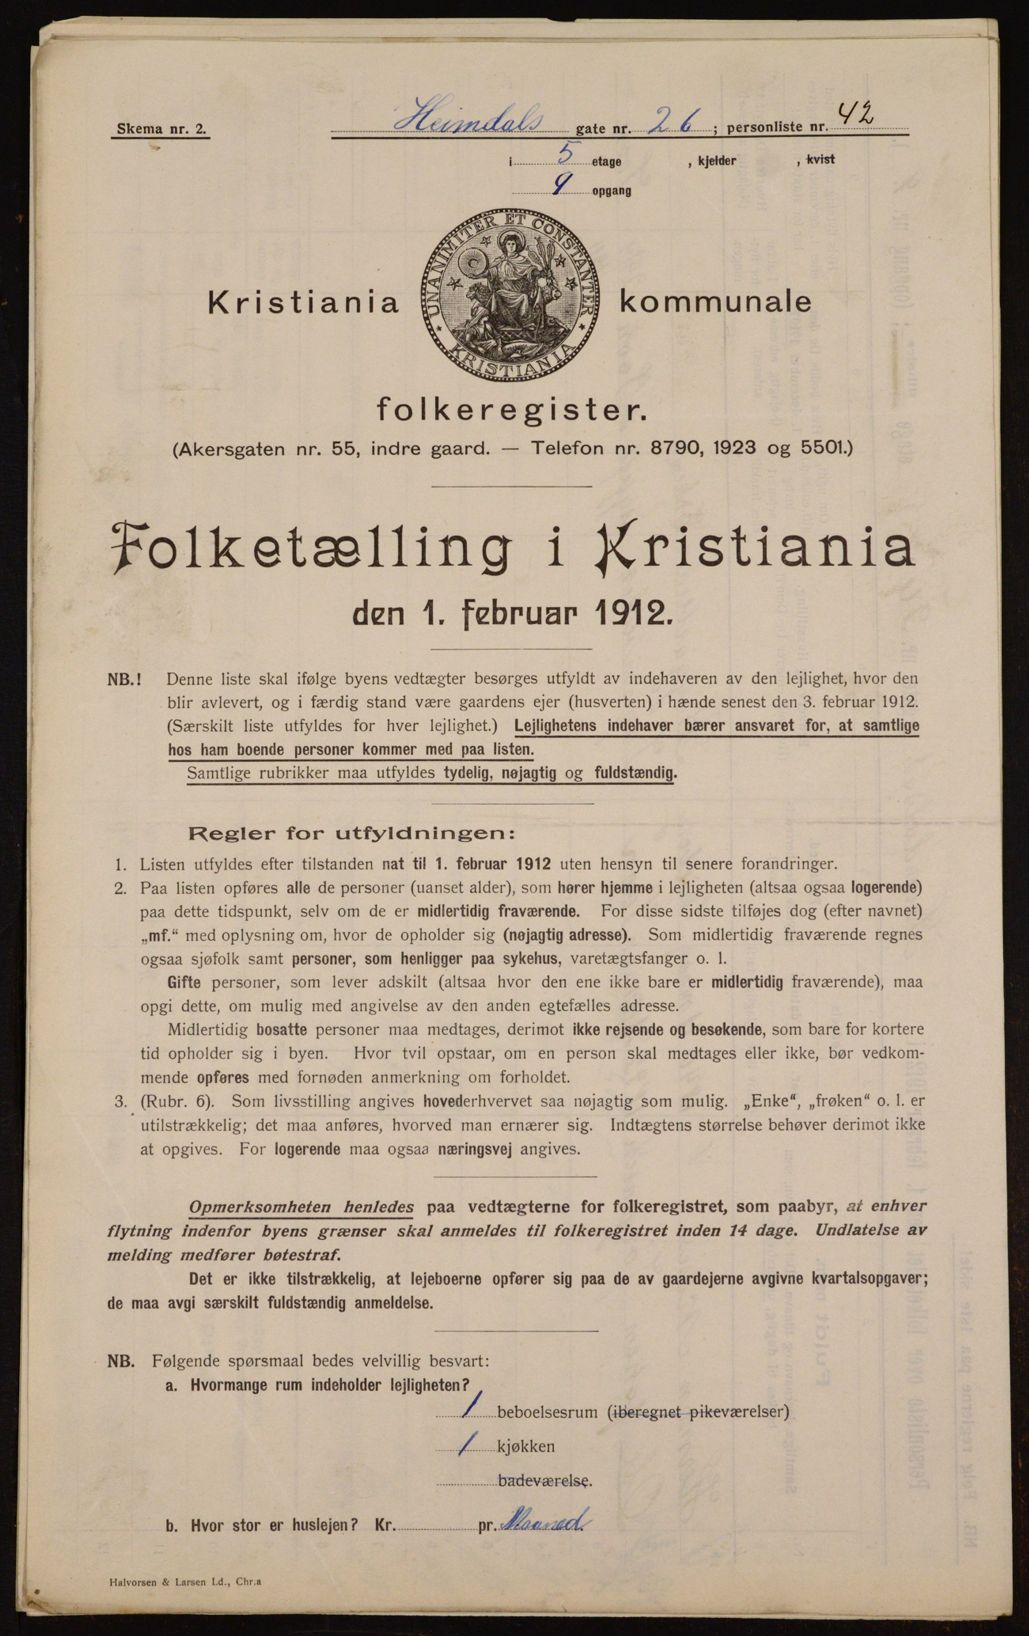 Skema nr. 2.
Heimdals gate nr. 26; personliste nr. 42
i 5 etage , kjelder , kvist
9 opgang
UNANIMITER ET CONSTANTER
KRISTIANIA
Kristiania kommunale
folkeregister.
(Akersgaten nr. 55, indre gaard. — Telefon nr. 8790, 1923 og 5501.)
Folketælling i Kristiania
den 1. februar 1912.
NB.! Denne liste skal ifølge byens vedtægter besørges utfyldt av indehaveren av den lejlighet, hvor den
blir avlevert, og i færdig stand være gaardens ejer (husverten) i hænde senest den 3. februar 1912.
(Særskilt liste utfyldes for hver lejlighet.) Lejlighetens indehaver bærer ansvaret for, at samtlige
hos ham boende personer kommer med paa listen.
Samtlige rubrikker maa utfyldes tydelig, nøjagtig og fuldstændig.
Regler for utfyldningen:
1. Listen utfyldes efter tilstanden nat til 1. februar 1912 uten hensyn til senere forandringer.
2. Paa listen opføres alle de personer (uanset alder), som hører hjemme i lejligheten (altsaa ogsaa logerende)
paa dette tidspunkt, selv om de er midlertidig fraværende. For disse sidste tilføjes dog (efter navnet)
„mf.“ med oplysning om, hvor de opholder sig (nøjagtig adresse). Som midlertidig fraværende regnes
ogsaa sjøfolk samt personer, som henligger paa sykehus, varetægtsfanger o. l.
Gifte personer, som lever adskilt (altsaa hvor den ene ikke bare er midlertidig fraværende), maa
opgi dette, om mulig med angivelse av den anden egtefælles adresse.
Midlertidig bosatte personer maa medtages, derimot ikke rejsende og besøkende, som bare for kortere
tid opholder sig i byen. Hvor tvil opstaar, om en person skal medtages eller ikke, bør vedkom-
mende opføres med fornøden anmerkning om forholdet.
3. (Rubr. 6). Som livsstilling angives hovederhvervet saa nøjagtig som mulig. „Enke“, „frøken“ o. l. er
utilstrækkelig; det maa anføres, hvorved man ernærer sig. Indtægtens størrelse behøver derimot ikke
at opgives. For logerende maa ogsaa næringsvej angives.
Opmerksomheten henledes paa vedtægterne for folkeregistret, som paabyr, at enhver
flytning indenfor byens grænser skal anmeldes til folkeregistret inden 14 dage. Undlatelse av
melding medfører bøtestraf.
Det er ikke tilstrækkelig, at lejeboerne opfører sig paa de av gaardejerne avgivne kvartalsopgaver;
de maa avgi særskilt fuldstændig anmeldelse.
NB. Følgende spørsmaal bedes velvillig besvart:
a. Hvormange rum indeholder lejligheten?
1 beboelsesrum (iberegnet pikeværelser)
1 kjøkken
badeværelse.
b. Hvor stor er huslejen? Kr. pr. Maaned.
Halvorsen & Larsen Ld., Chr.a